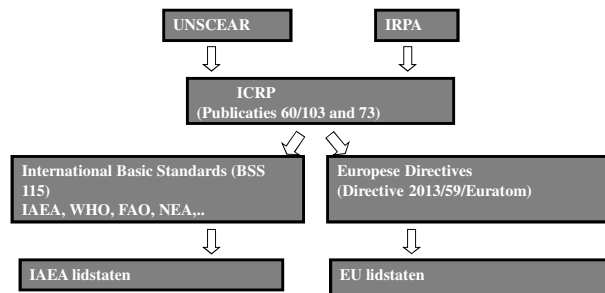 UNSCEAR
IRPA
ICRP
(Publicaties 60/103 and 73)
International Basic Standards (BSS
115)
IAEA, WHO, FAO, NEA,..
Europese Directives
(Directive 2013/59/Euratom)
IAEA lidstaten
EU lidstaten